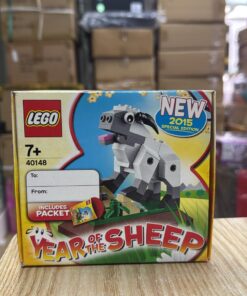 LEGO
7+
40148
NEW
2015
SPECIAL EDITION
To:
From:
INCLUDES
PACKET
YEAR OF THE SHEEP